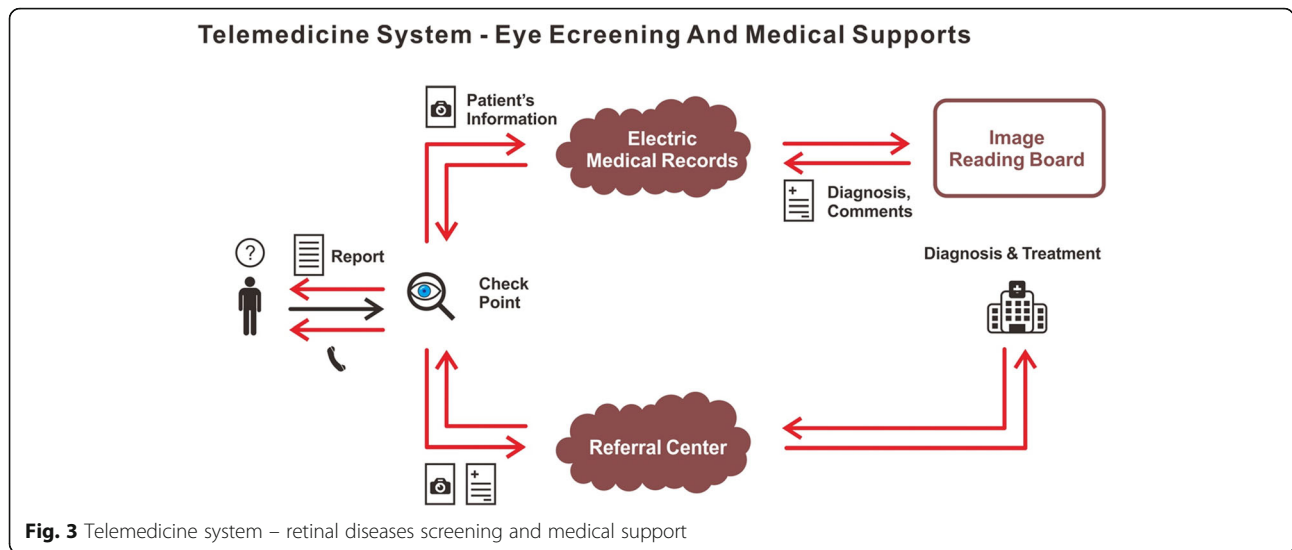 Telemedicine System - Eye Ecreening And Medical Supports
Patient's
Information
Electric
Medical Records
Image
Reading Board
Diagnosis,
Comments
?
Report
Check
Point
Diagnosis & Treatment
Referral Center
Fig. 3 Telemedicine system – retinal diseases screening and medical support